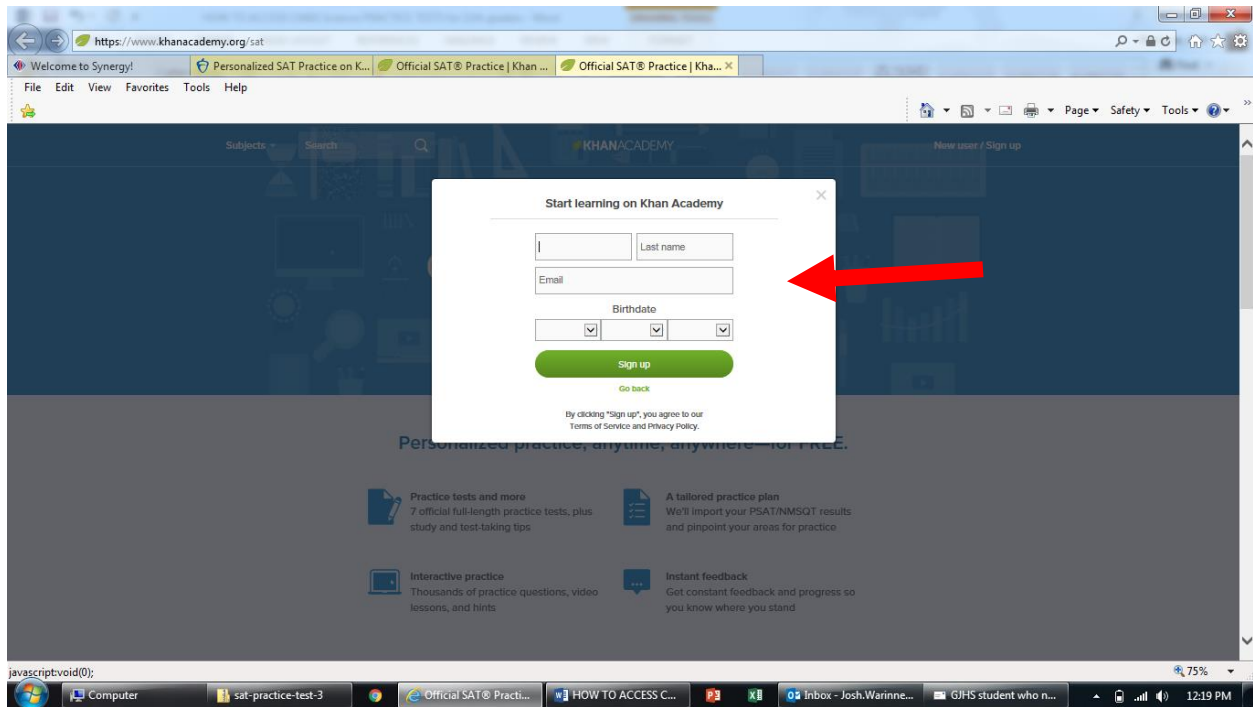 https://www.khanacademy.org/sat
Welcome to Synergy!
Personalized SAT Practice on K...
Official SAT® Practice | Khan ...
Official SAT® Practice | Kha...
File Edit View Favorites Tools Help
Page Safety Tools
Subjects Search KHANACADEMY New user / Sign up
Start learning on Khan Academy
Last name
Email
Birthdate
Sign up
Go back
By clicking "Sign up", you agree to our
Terms of Service and Privacy Policy.
Personalized practice, anytime, anywhere—for FREE.
Practice tests and more
7 official full-length practice tests, plus
study and test-taking tips
A tailored practice plan
We'll import your PSAT/NMSQT results
and pinpoint your areas for practice
Interactive practice
Thousands of practice questions, video
lessons, and hints
Instant feedback
Get constant feedback and progress so
you know where you stand
javascript:void(0);
75%
Computer
sat-practice-test-3
Official SAT® Practi...
HOW TO ACCESS C...
Inbox - Josh.Warinne...
GJHS student who n...
12:19 PM